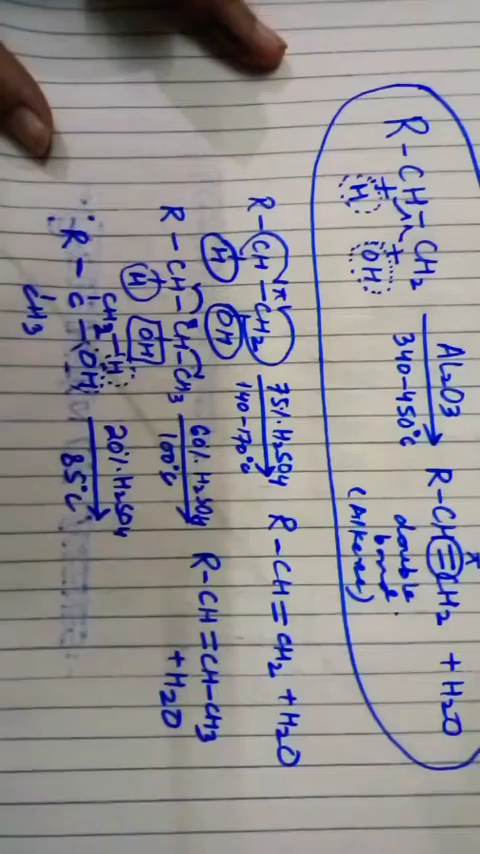 R-CH-CH2 Al2O3 R-CH=CH2 + H2O
H OH 340-450°C double
bond
(Alkenes)
R-CH-CH2 75% H2SO4 R-CH=CH2 + H2O
H OH 140-170°C
R-CH-CH-CH3 60% H2SO4 R-CH=CH-CH3
H OH 100°C + H2O
CH2-H 20% H2SO4
R-C-OH 85°C
CH3